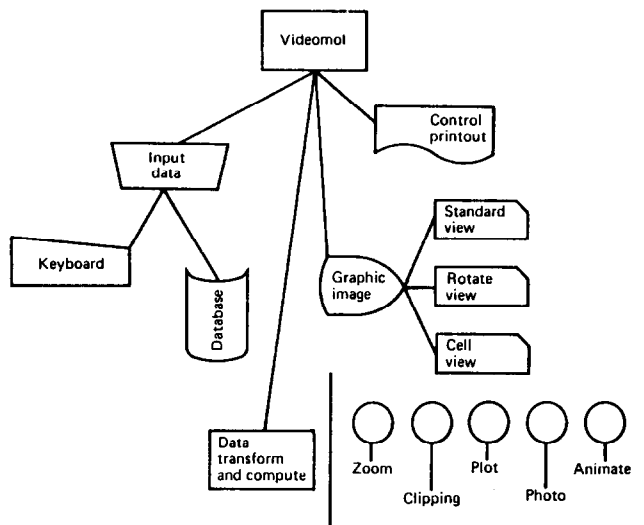 Videomol
Control
printout
Input
data
Standard
view
Keyboard
Database
Graphic
image
Rotate
view
Cell
view
Data
transform
and compute
Zoom
Plot
Animate
Clipping
Photo